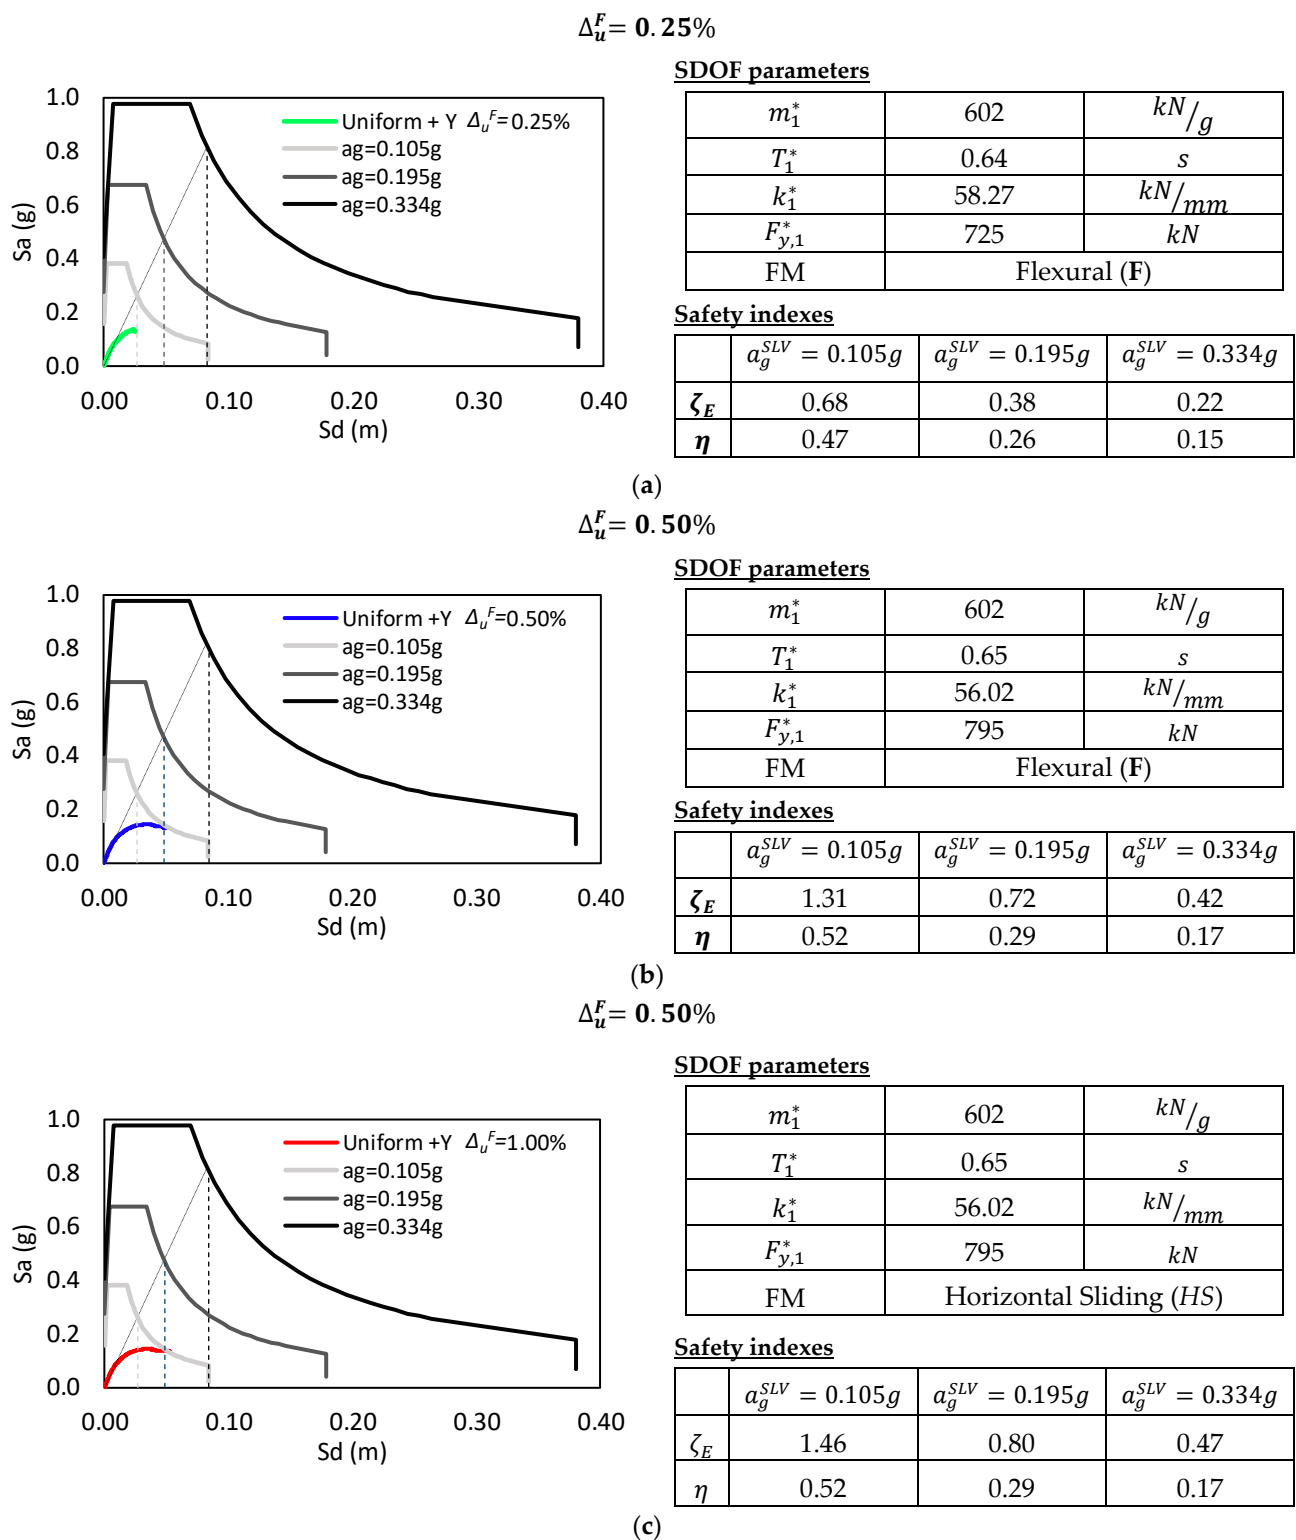 Δ_u^F= 0.25%
1.0
0.8
0.6
0.4
0.2
0.0
Sa (g)
0.00 0.10 0.20 0.30 0.40
Sd (m)
Uniform + Y Δ_u^F=0.25%
ag=0.105g
ag=0.195g
ag=0.334g
SDOF parameters
m_1^* 602 kN/g
T_1^* 0.64 s
k_1^* 58.27 kN/mm
F_{y,1}^* 725 kN
FM Flexural (F)
Safety indexes
a_g^{SLV} = 0.105g a_g^{SLV} = 0.195g a_g^{SLV} = 0.334g
ζ_E 0.68 0.38 0.22
η 0.47 0.26 0.15
(a)
Δ_u^F= 0.50%
1.0
0.8
0.6
0.4
0.2
0.0
Sa (g)
0.00 0.10 0.20 0.30 0.40
Sd (m)
Uniform +Y Δ_u^F=0.50%
ag=0.105g
ag=0.195g
ag=0.334g
SDOF parameters
m_1^* 602 kN/g
T_1^* 0.65 s
k_1^* 56.02 kN/mm
F_{y,1}^* 795 kN
FM Flexural (F)
Safety indexes
a_g^{SLV} = 0.105g a_g^{SLV} = 0.195g a_g^{SLV} = 0.334g
ζ_E 1.31 0.72 0.42
η 0.52 0.29 0.17
(b)
Δ_u^F= 0.50%
1.0
0.8
0.6
0.4
0.2
0.0
Sa (g)
0.00 0.10 0.20 0.30 0.40
Sd (m)
Uniform +Y Δ_u^F=1.00%
ag=0.105g
ag=0.195g
ag=0.334g
SDOF parameters
m_1^* 602 kN/g
T_1^* 0.65 s
k_1^* 56.02 kN/mm
F_{y,1}^* 795 kN
FM Horizontal Sliding (HS)
Safety indexes
a_g^{SLV} = 0.105g a_g^{SLV} = 0.195g a_g^{SLV} = 0.334g
ζ_E 1.46 0.80 0.47
η 0.52 0.29 0.17
(c)